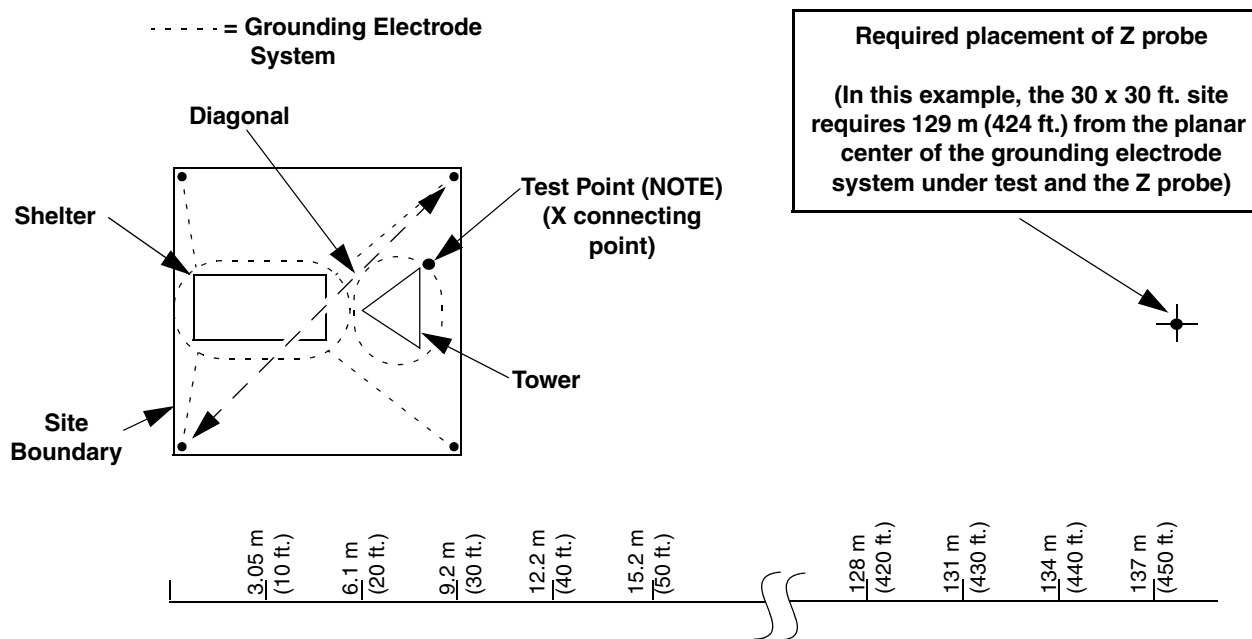 - - - - - = Grounding Electrode
System
Required placement of Z probe
(In this example, the 30 x 30 ft. site
requires 129 m (424 ft.) from the planar
center of the grounding electrode
system under test and the Z probe)
Diagonal
Test Point (NOTE)
(X connecting
point)
Shelter
Tower
Site
Boundary
3.05 m
(10 ft.)
6.1 m
(20 ft.)
9.2 m
(30 ft.)
12.2 m
(40 ft.)
15.2 m
(50 ft.)
128 m
(420 ft.)
131 m
(430 ft.)
134 m
(440 ft.)
137 m
(450 ft.)